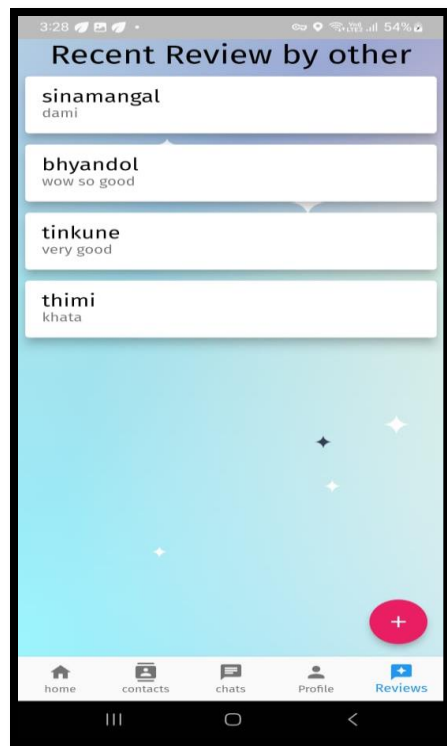 3:28
54%
Recent Review by other
sinamangal
dami
bhyandol
wow so good
tinkune
very good
thimi
khata
+
home contacts chats Profile Reviews